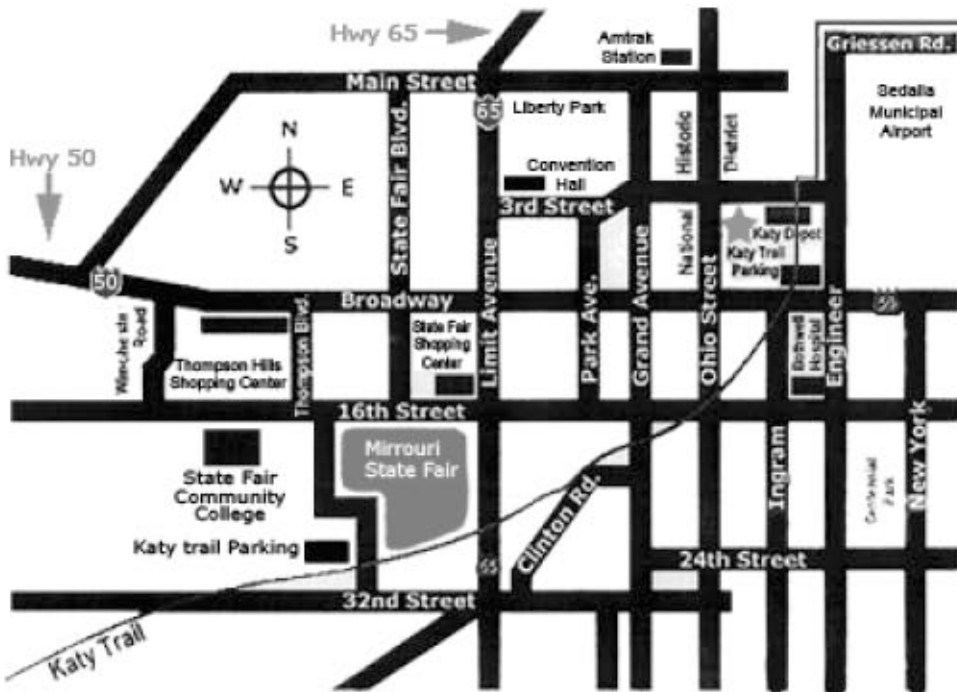 Hwy 65
Amtrak
Station
Griessen Rd.
Main Street
Sedalia
Municipal
Airport
65
Liberty Park
Historic
District
State Fair Blvd.
N
W
E
S
Hwy 50
Convention
Hall
3rd Street
National
Katy Depot
Katy Trail
Parking
50
Broadway
Limit Avenue
Park Ave.
Grand Avenue
Ohio Street
Engineer
50
Road
Thompson Blvd.
State Fair
Shopping
Center
Bothwell
Hospital
Thompson Hills
Shopping Center
16th Street
Mirrouri
State Fair
State Fair
Community
College
Clinton Rd.
Ingram
New York
Centennial
Park
Katy trail Parking
65
24th Street
32nd Street
Katy Trail